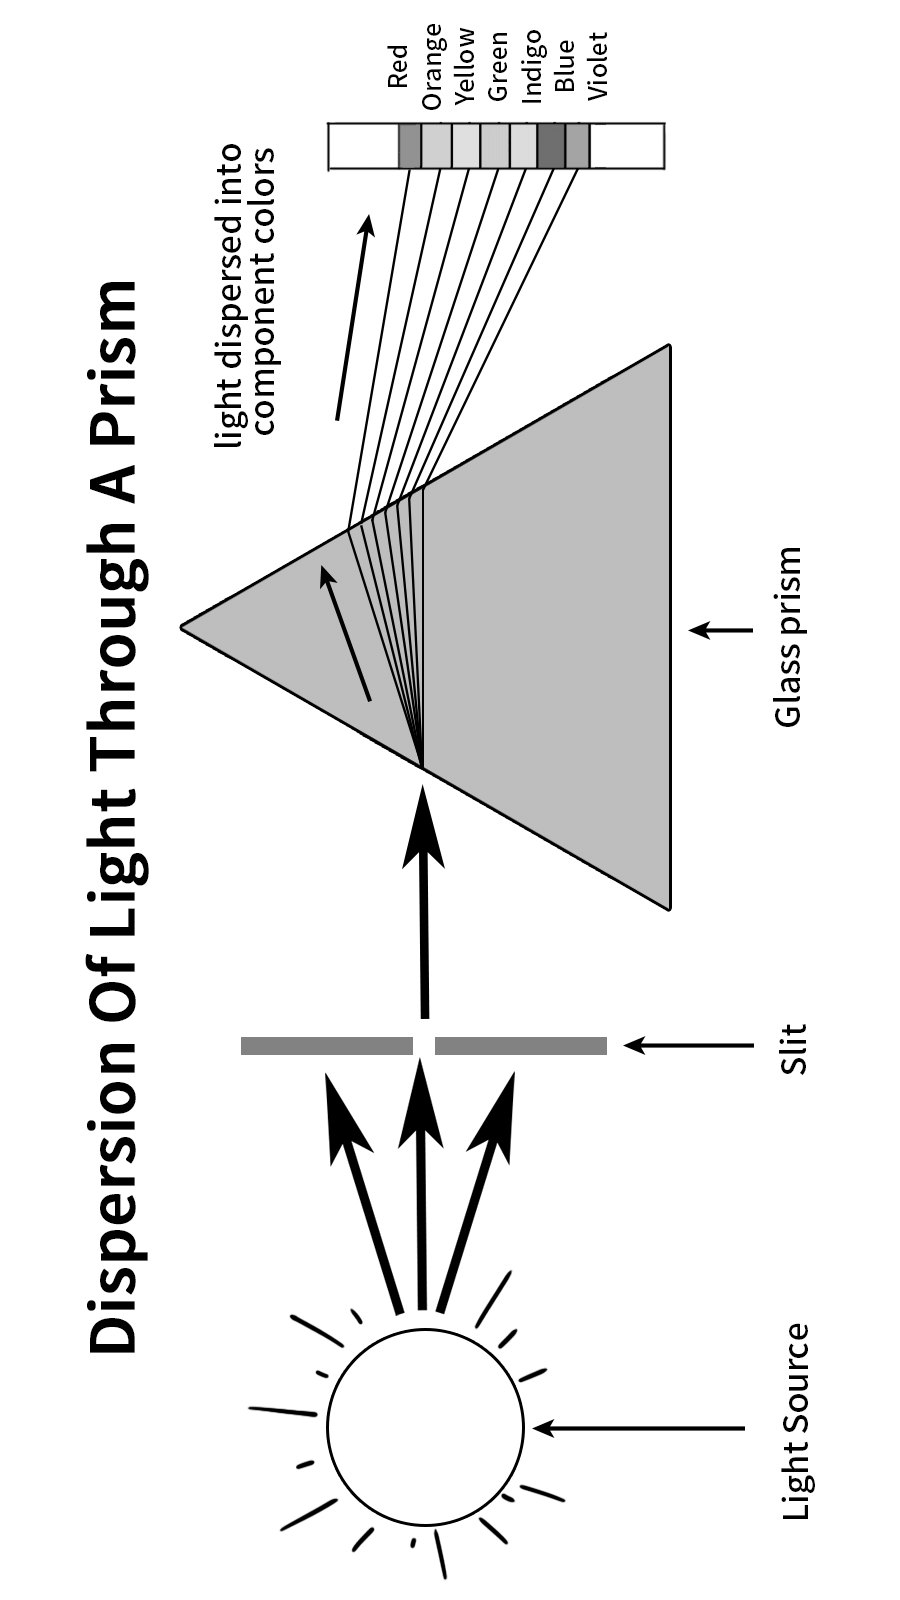 Dispersion Of Light Through A Prism
light dispersed into
component colors
Red
Orange
Yellow
Green
Indigo
Blue
Violet
Light Source
Slit
Glass prism